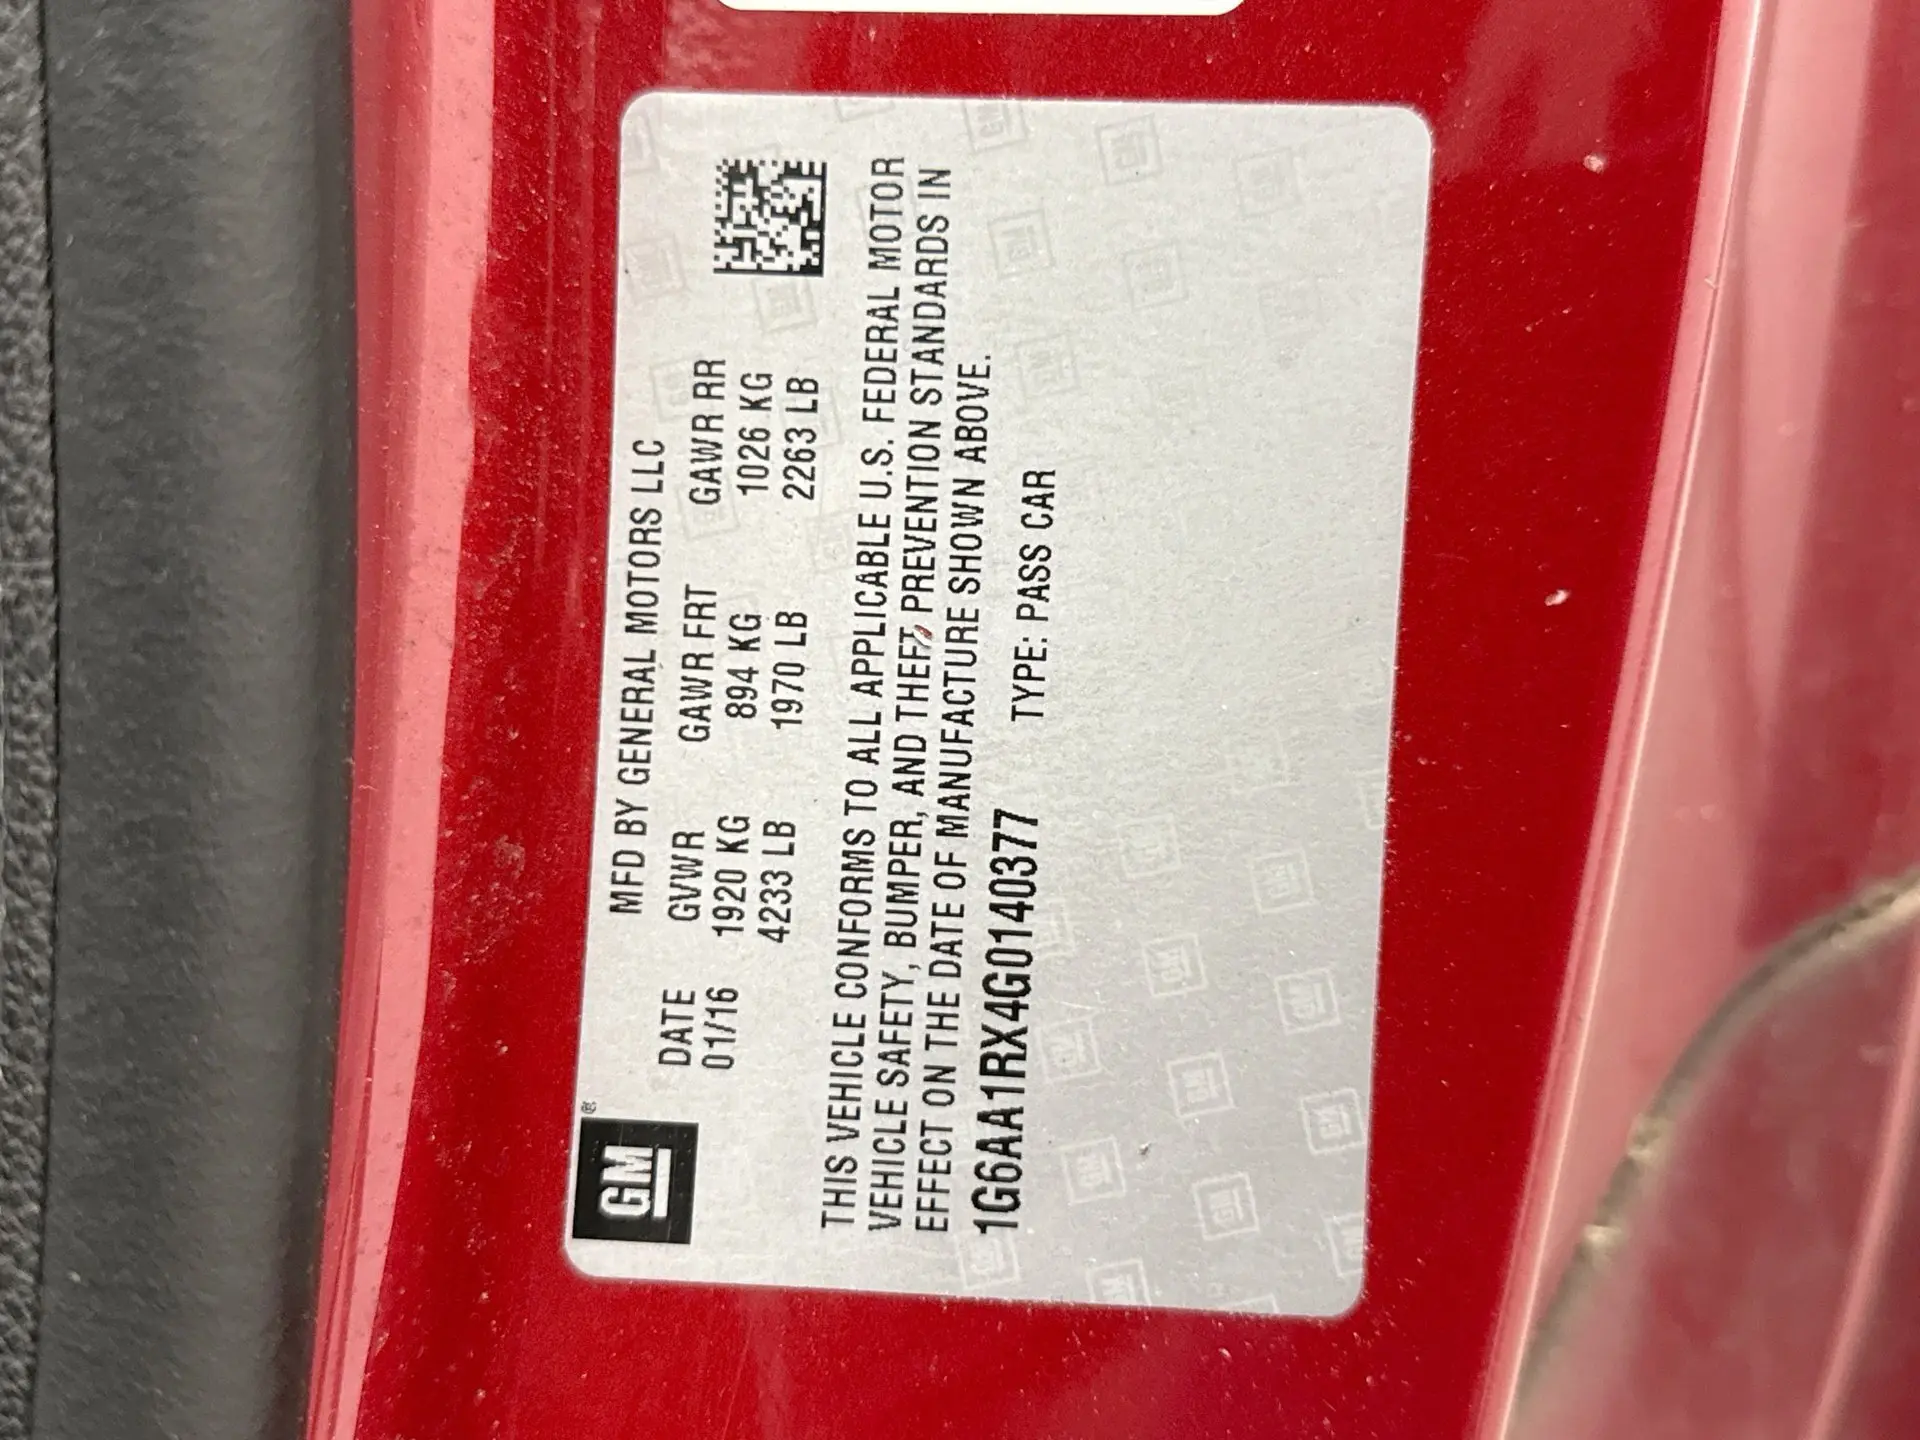 GM®
MFD BY GENERAL MOTORS LLC
DATE GVWR GAWR FRT GAWR RR
01/16 1920 KG 894 KG 1026 KG
4233 LB 1970 LB 2263 LB
THIS VEHICLE CONFORMS TO ALL APPLICABLE U.S. FEDERAL MOTOR
VEHICLE SAFETY, BUMPER, AND THEFT PREVENTION STANDARDS IN
EFFECT ON THE DATE OF MANUFACTURE SHOWN ABOVE.
1G6AA1RX4G0140377 TYPE: PASS CAR